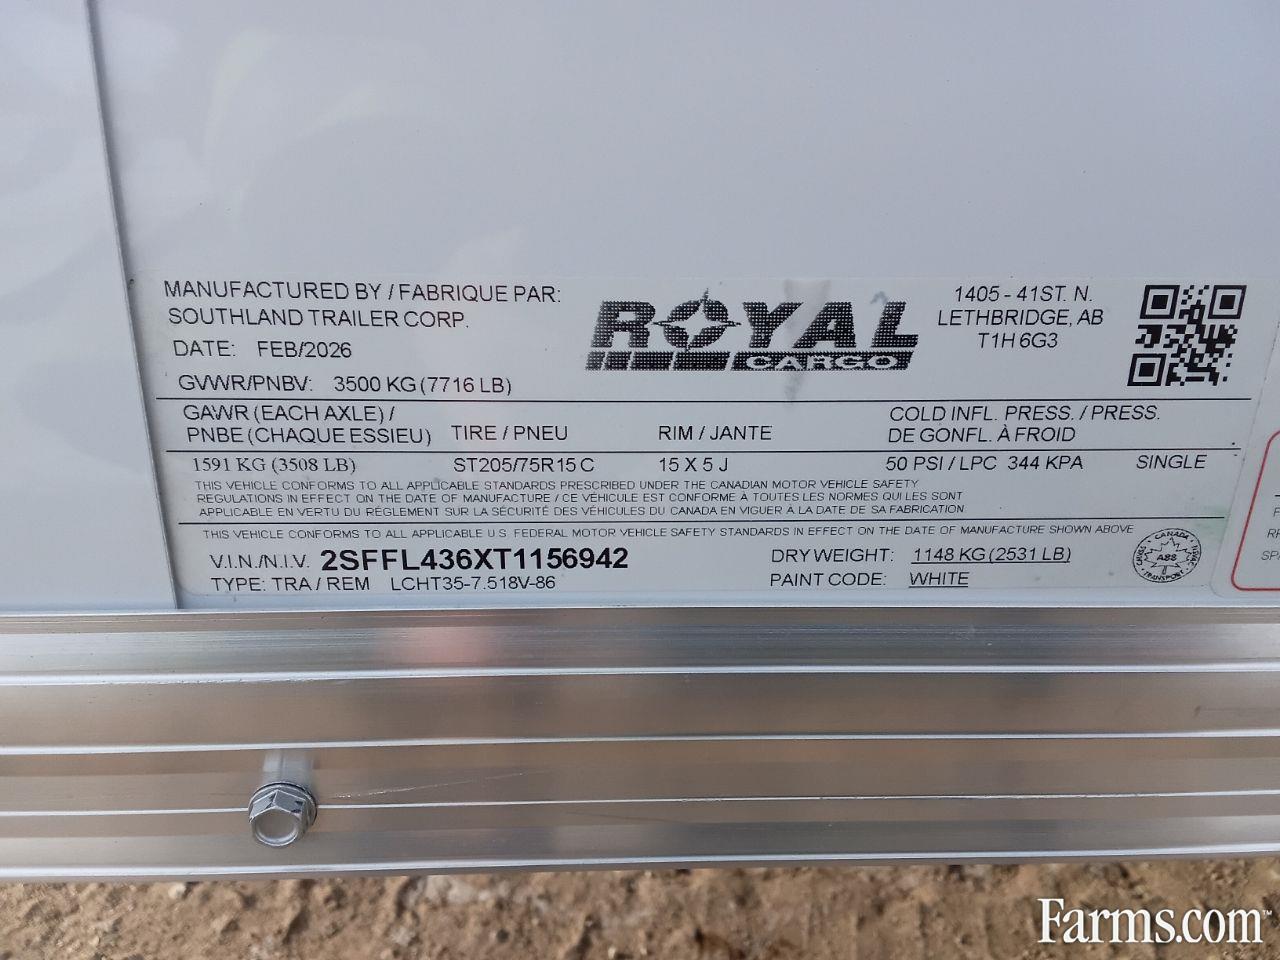 MANUFACTURED BY / FABRIQUE PAR:
SOUTHLAND TRAILER CORP.
DATE: FEB/2026
GVWR/PNBV: 3500 KG (7716 LB)
ROYAL
CARGO
1405 - 41ST. N.
LETHBRIDGE, AB
T1H 6G3
GAWR (EACH AXLE) /
PNBE (CHAQUE ESSIEU)
TIRE / PNEU
RIM / JANTE
COLD INFL. PRESS. / PRESS.
DE GONFL. À FROID
1591 KG (3508 LB) ST205/75R15 C 15 X 5 J 50 PSI / LPC 344 KPA SINGLE
THIS VEHICLE CONFORMS TO ALL APPLICABLE STANDARDS PRESCRIBED UNDER THE CANADIAN MOTOR VEHICLE SAFETY
REGULATIONS IN EFFECT ON THE DATE OF MANUFACTURE / CE VÉHICULE EST CONFORME À TOUTES LES NORMES QUI LES SONT
APPLICABLE EN VERTU DU RÉGLEMENT SUR LA SÉCURITÉ DES VÉHICULES DU CANADA EN VIGUER À LA DATE DE SA FABRICATION.
THIS VEHICLE CONFORMS TO ALL APPLICABLE U.S. FEDERAL MOTOR VEHICLE SAFETY STANDARDS IN EFFECT ON THE DATE OF MANUFACTURE SHOWN ABOVE
V.I.N./N.I.V. 2SFFL436XT1156942
TYPE: TRA / REM LCHT35-7.518V-86
DRY WEIGHT: 1148 KG (2531 LB)
PAINT CODE: WHITE
CANADA
TRANSPORT
Farms.com™